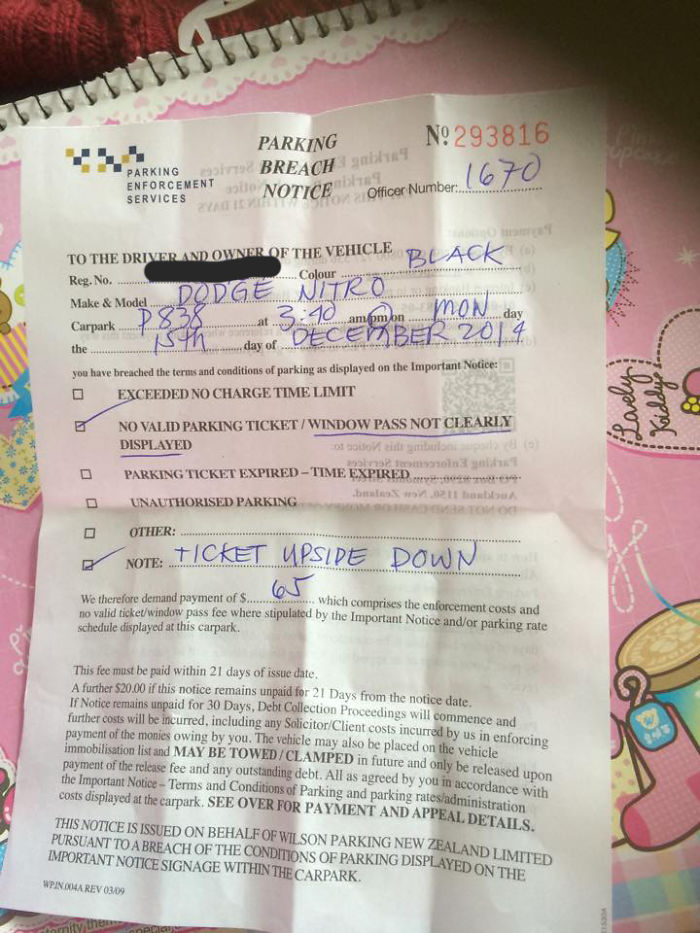 PARKING
ENFORCEMENT
SERVICES
PARKING
BREACH
NOTICE
Nº 293816
Officer Number: 1670
TO THE DRIVER AND OWNER OF THE VEHICLE
Reg. No. Colour BLACK
Make & Model DODGE NITRO
Carpark P838 at 3:40 am/pm on MON day
the 15th day of DECEMBER 2014
you have breached the terms and conditions of parking as displayed on the Important Notice:
EXCEEDED NO CHARGE TIME LIMIT
NO VALID PARKING TICKET / WINDOW PASS NOT CLEARLY
DISPLAYED
PARKING TICKET EXPIRED – TIME EXPIRED
UNAUTHORISED PARKING
OTHER:
NOTE: TICKET UPSIDE DOWN
We therefore demand payment of $ 65 which comprises the enforcement costs and
no valid ticket/window pass fee where stipulated by the Important Notice and/or parking rate
schedule displayed at this carpark.
This fee must be paid within 21 days of issue date.
A further $20.00 if this notice remains unpaid for 21 Days from the notice date.
If Notice remains unpaid for 30 Days, Debt Collection Proceedings will commence and
further costs will be incurred, including any Solicitor/Client costs incurred by us in enforcing
payment of the monies owing by you. The vehicle may also be placed on the vehicle
immobilisation list and MAY BE TOWED / CLAMPED in future and only be released upon
payment of the release fee and any outstanding debt. All as agreed by you in accordance with
the Important Notice – Terms and Conditions of Parking and parking rates/administration
costs displayed at the carpark. SEE OVER FOR PAYMENT AND APPEAL DETAILS.
THIS NOTICE IS ISSUED ON BEHALF OF WILSON PARKING NEW ZEALAND LIMITED
PURSUANT TO A BREACH OF THE CONDITIONS OF PARKING DISPLAYED ON THE
IMPORTANT NOTICE SIGNAGE WITHIN THE CARPARK.
WP.IN.004A REV 03/09
Lovely
Kiddy